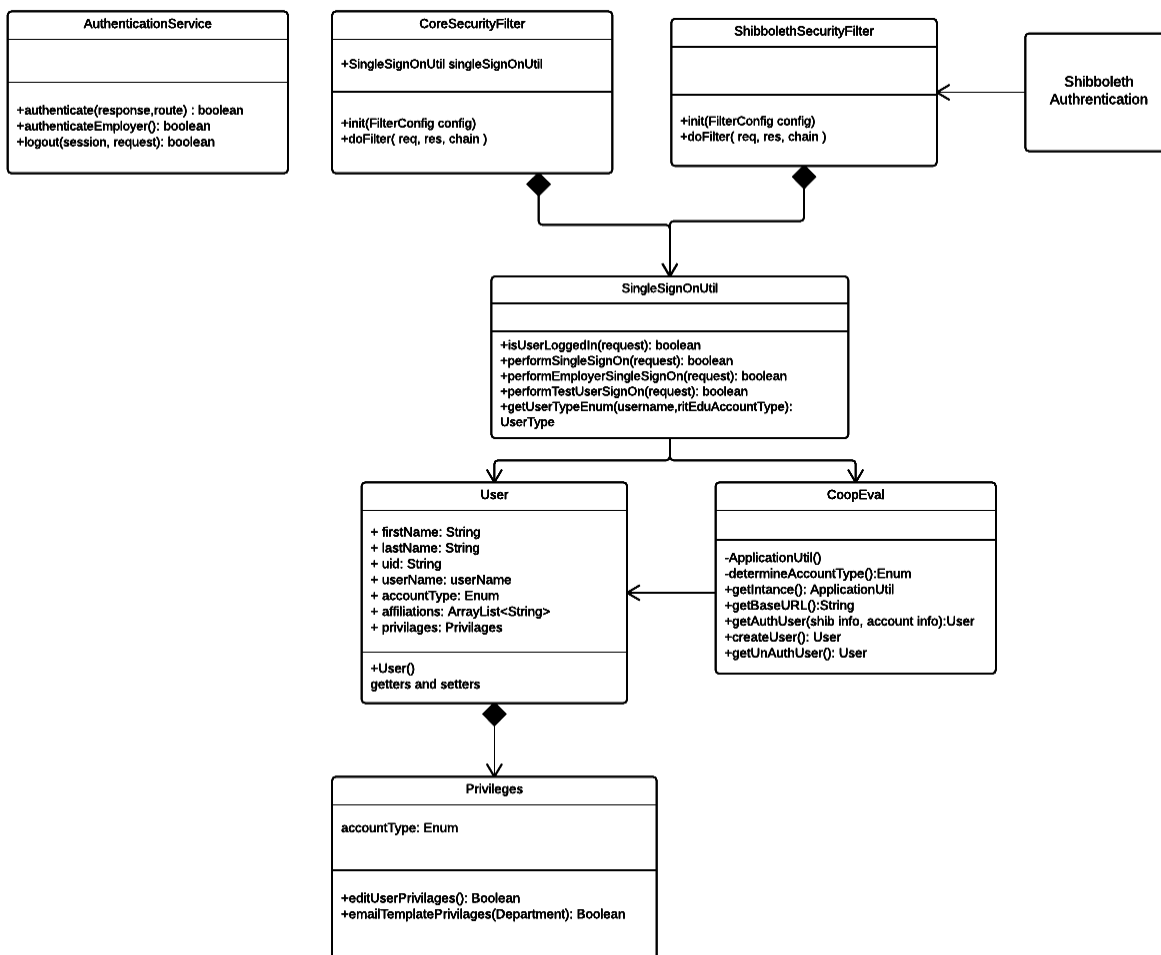 AuthenticationService
+authenticate(response,route) : boolean
+authenticateEmployer(): boolean
+logout(session, request): boolean
CoreSecurityFilter
+SingleSignOnUtil singleSignOnUtil
+init(FilterConfig config)
+doFilter( req, res, chain )
ShibbolethSecurityFilter
+init(FilterConfig config)
+doFilter( req, res, chain )
Shibboleth
Authrentication
SingleSignOnUtil
+isUserLoggedIn(request): boolean
+performSingleSignOn(request): boolean
+performEmployerSingleSignOn(request): boolean
+performTestUserSignOn(request): boolean
+getUserTypeEnum(username,ritEduAccountType):
UserType
User
+ firstName: String
+ lastName: String
+ uid: String
+ userName: userName
+ accountType: Enum
+ affiliations: ArrayList<String>
+ privilages: Privilages
+User()
getters and setters
CoopEval
-ApplicationUtil()
-determineAccountType():Enum
+getIntance(): ApplicationUtil
+getBaseURL():String
+getAuthUser(shib info, account info):User
+createUser(): User
+getUnAuthUser(): User
Privileges
accountType: Enum
+editUserPrivilages(): Boolean
+emailTemplatePrivilages(Department): Boolean